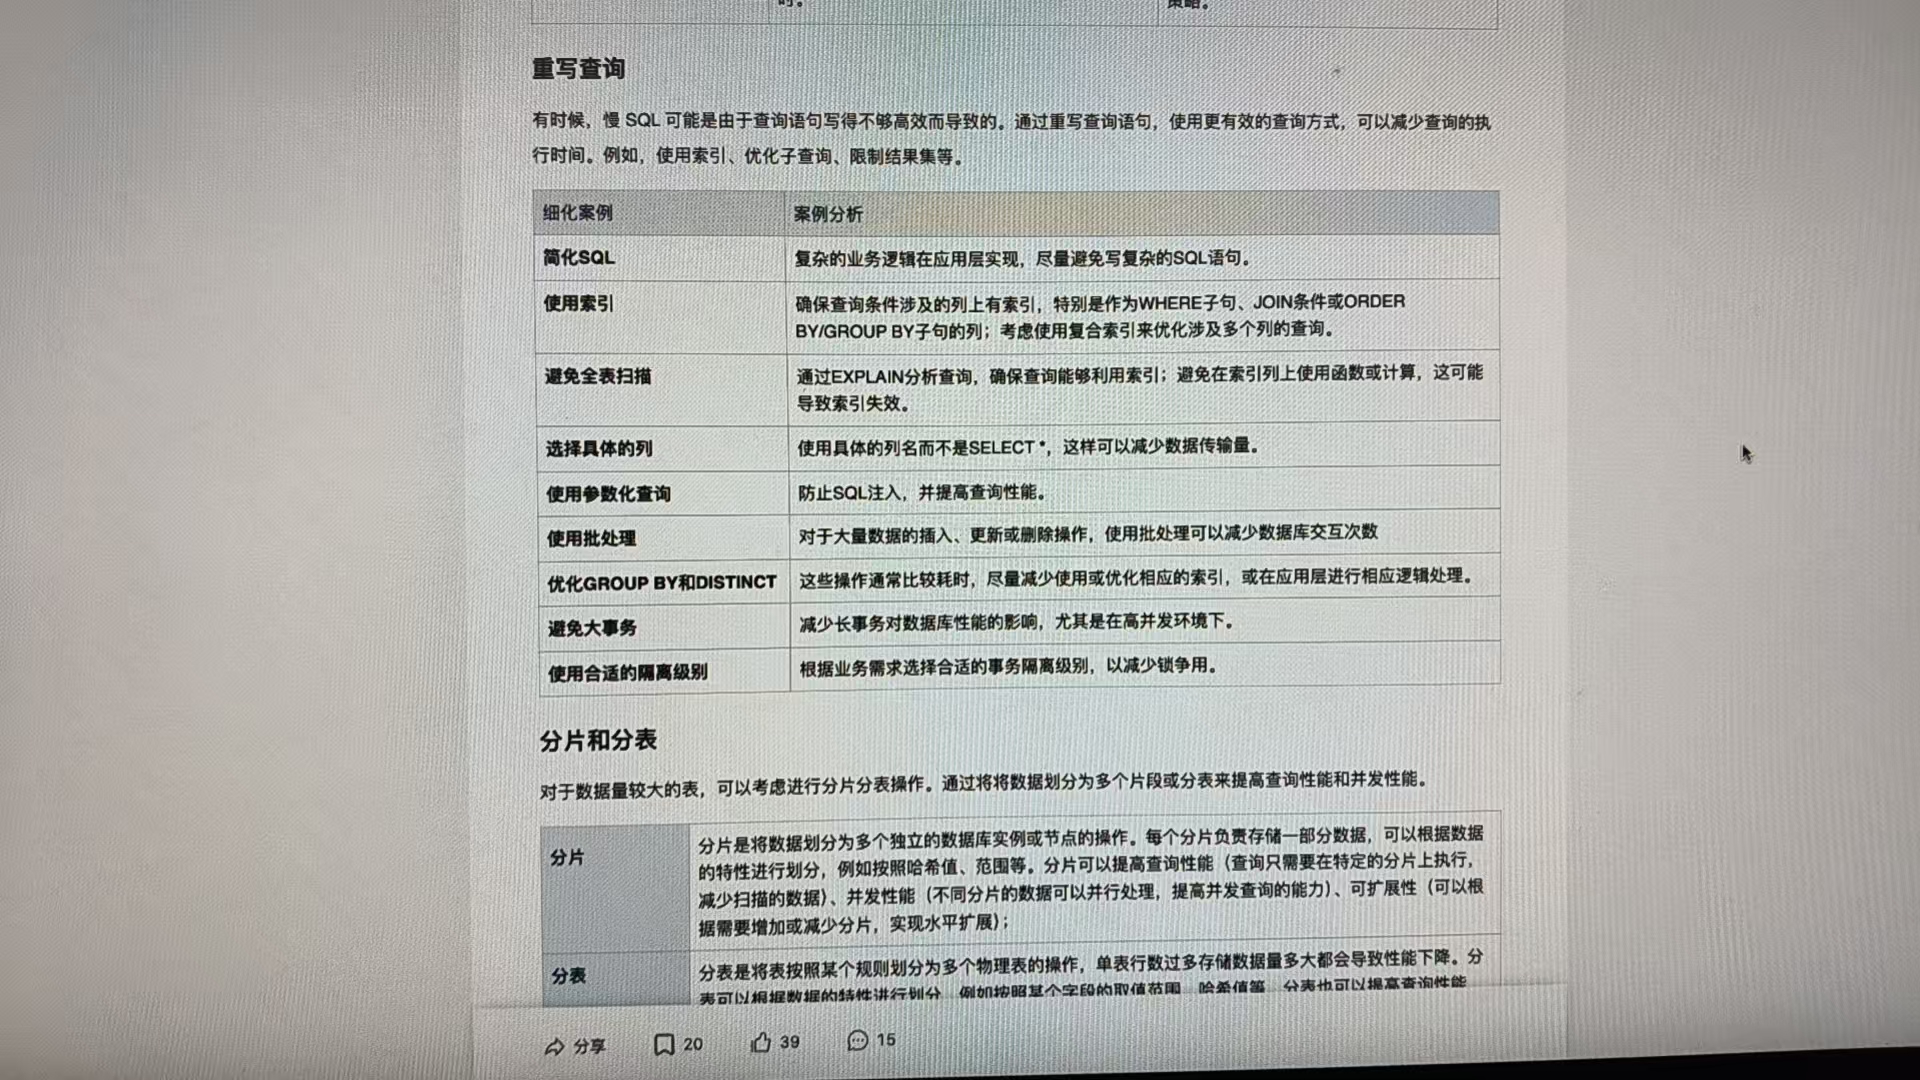 时。
策略。
重写查询
有时候，慢 SQL 可能是由于查询语句写得不够高效而导致的。通过重写查询语句，使用更有效的查询方式，可以减少查询的执
行时间。例如，使用索引、优化子查询、限制结果集等。
细化案例
案例分析
简化SQL
复杂的业务逻辑在应用层实现，尽量避免写复杂的SQL语句。
使用索引
确保查询条件涉及的列上有索引，特别是作为WHERE子句、JOIN条件或ORDER
BY/GROUP BY子句的列；考虑使用复合索引来优化涉及多个列的查询。
避免全表扫描
通过EXPLAIN分析查询，确保查询能够利用索引；避免在索引列上使用函数或计算，这可能
导致索引失效。
选择具体的列
使用具体的列名而不是SELECT *，这样可以减少数据传输量。
使用参数化查询
防止SQL注入，并提高查询性能。
使用批处理
对于大量数据的插入、更新或删除操作，使用批处理可以减少数据库交互次数
优化GROUP BY和DISTINCT
这些操作通常比较耗时，尽量减少使用或优化相应的索引，或在应用层进行相应逻辑处理。
避免大事务
减少长事务对数据库性能的影响，尤其是在高并发环境下。
使用合适的隔离级别
根据业务需求选择合适的事务隔离级别，以减少锁争用。
分片和分表
对于数据量较大的表，可以考虑进行分片分表操作。通过将将数据划分为多个片段或分表来提高查询性能和并发性能。
分片
分片是将数据划分为多个独立的数据库实例或节点的操作。每个分片负责存储一部分数据，可以根据数据
的特性进行划分，例如按照哈希值、范围等。分片可以提高查询性能（查询只需要在特定的分片上执行，
减少扫描的数据）、并发性能（不同分片的数据可以并行处理，提高并发查询的能力）、可扩展性（可以根
据需要增加或减少分片，实现水平扩展）；
分表
分表是将表按照某个规则划分为多个物理表的操作，单表行数过多存储数据量多大都会导致性能下降。分
表可以根据数据的特性进行划分，例如按照某个字段的取值范围、哈希值等。分表也可以提高查询性能
分享
20
39
15